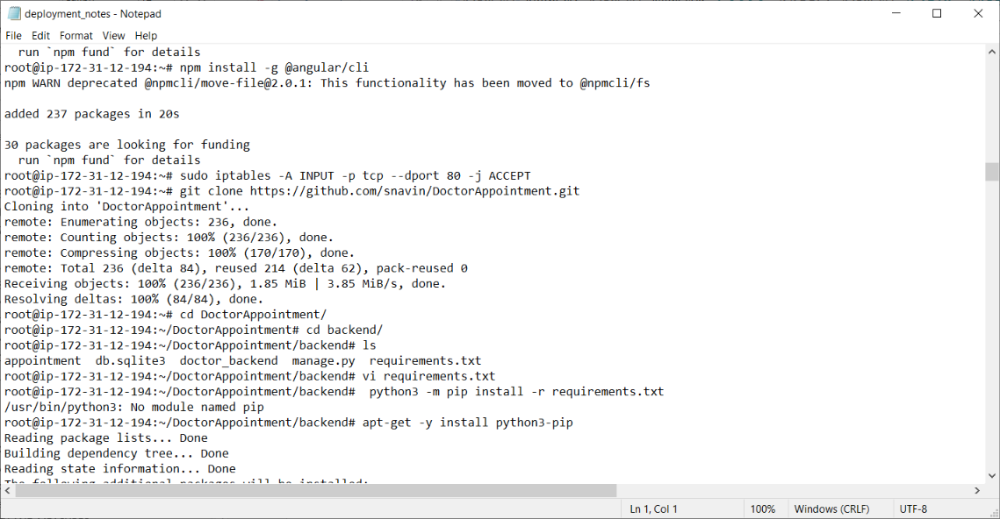 deployment_notes - Notepad
File Edit Format View Help
  run `npm fund` for details
root@ip-172-31-12-194:~# npm install -g @angular/cli
npm WARN deprecated @npmcli/move-file@2.0.1: This functionality has been moved to @npmcli/fs
added 237 packages in 20s
30 packages are looking for funding
  run `npm fund` for details
root@ip-172-31-12-194:~# sudo iptables -A INPUT -p tcp --dport 80 -j ACCEPT
root@ip-172-31-12-194:~# git clone https://github.com/snavin/DoctorAppointment.git
Cloning into 'DoctorAppointment'...
remote: Enumerating objects: 236, done.
remote: Counting objects: 100% (236/236), done.
remote: Compressing objects: 100% (170/170), done.
remote: Total 236 (delta 84), reused 214 (delta 62), pack-reused 0
Receiving objects: 100% (236/236), 1.85 MiB | 3.85 MiB/s, done.
Resolving deltas: 100% (84/84), done.
root@ip-172-31-12-194:~# cd DoctorAppointment/
root@ip-172-31-12-194:~/DoctorAppointment# cd backend/
root@ip-172-31-12-194:~/DoctorAppointment/backend# ls
appointment  db.sqlite3  doctor_backend  manage.py  requirements.txt
root@ip-172-31-12-194:~/DoctorAppointment/backend# vi requirements.txt
root@ip-172-31-12-194:~/DoctorAppointment/backend#  python3 -m pip install -r requirements.txt
/usr/bin/python3: No module named pip
root@ip-172-31-12-194:~/DoctorAppointment/backend# apt-get -y install python3-pip
Reading package lists... Done
Building dependency tree... Done
Reading state information... Done
The following additional packages will be installed:
Ln 1, Col 1 100% Windows (CRLF) UTF-8